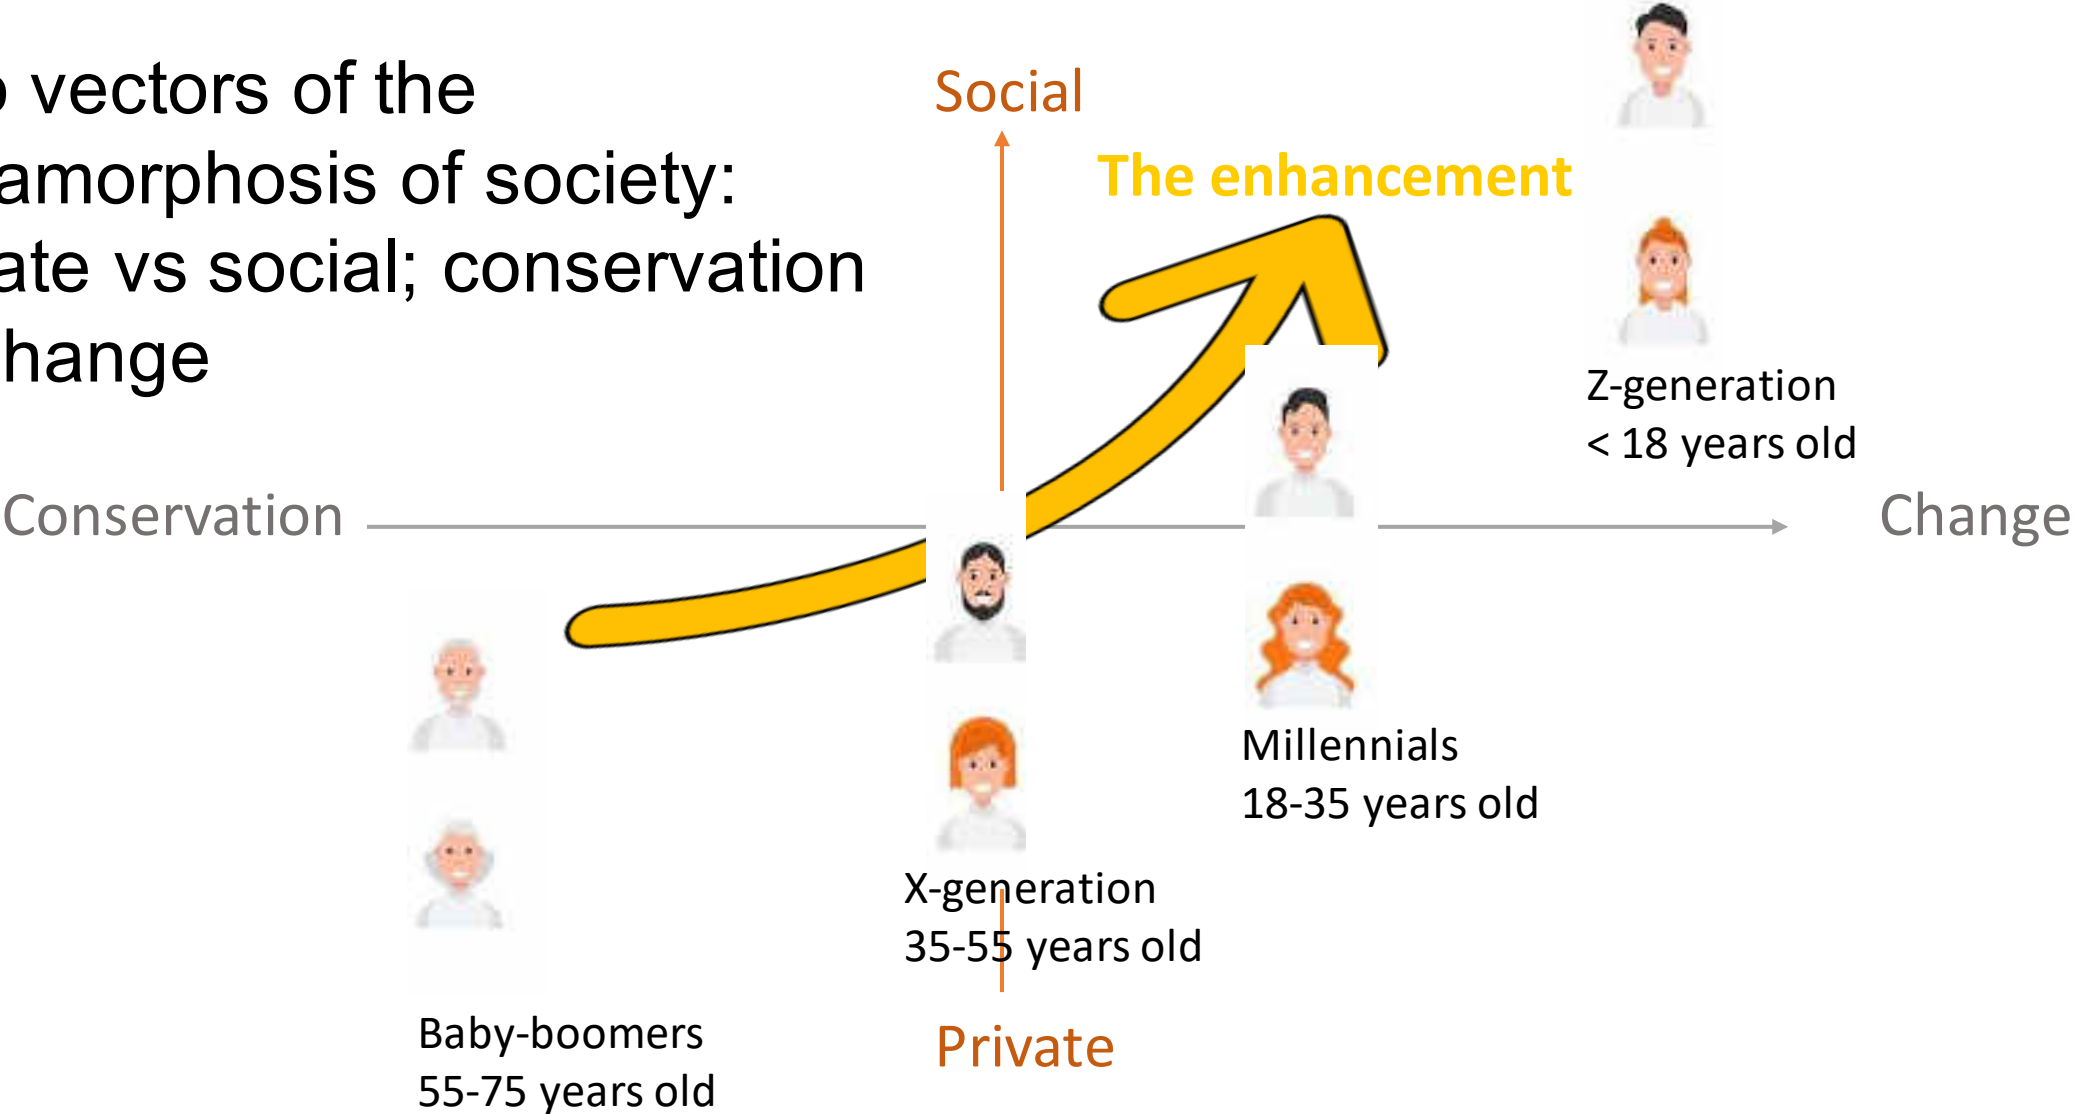 o vectors of the
amorphosis of society:
ate vs social; conservation
hange
Social
The enhancement
Z-generation
< 18 years old
Conservation
Change
Millennials
18-35 years old
X-generation
35-55 years old
Baby-boomers
55-75 years old
Private